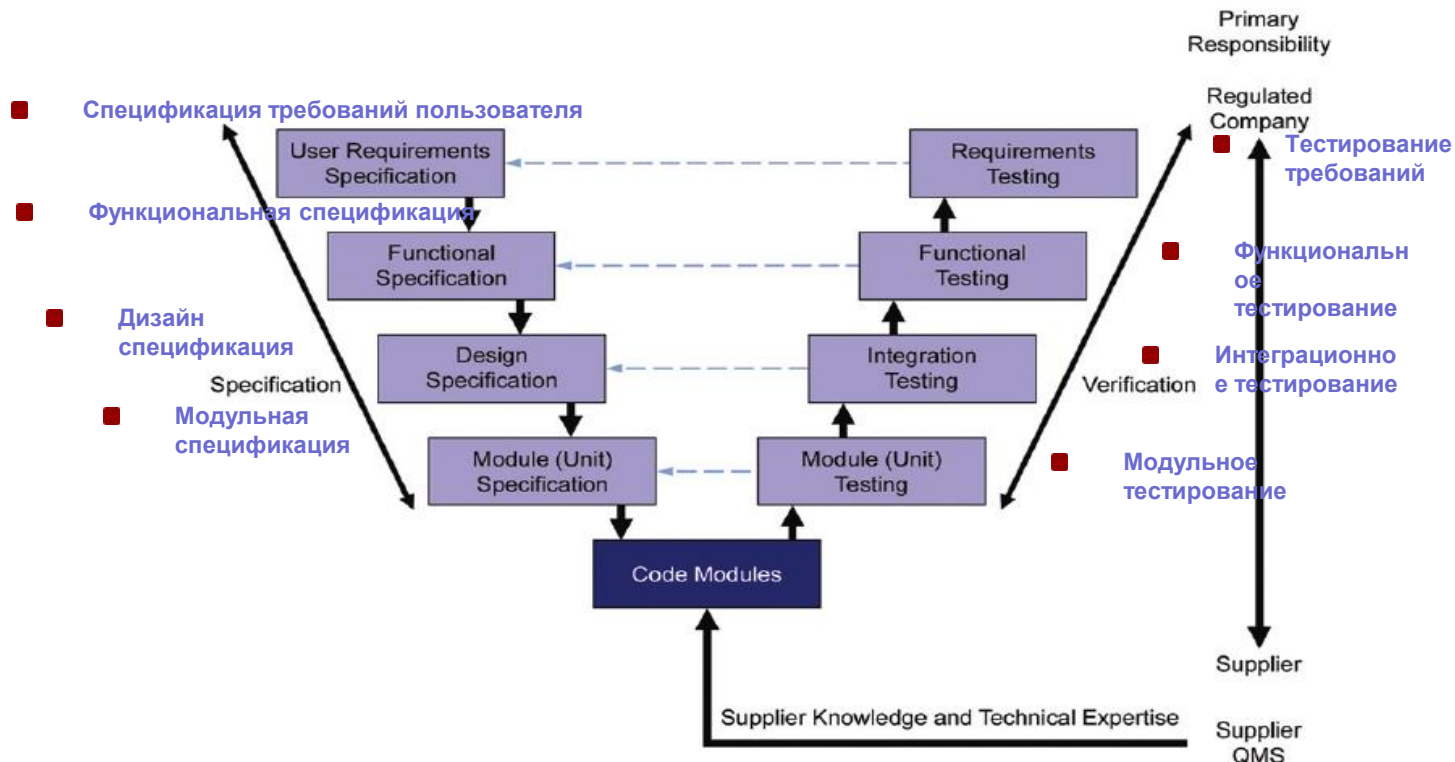 Primary
Responsibility
Regulated
Company
Спецификация требований пользователя
User Requirements
Specification
Requirements
Testing
Тестирование
требований
Функциональная спецификация
Functional
Specification
Functional
Testing
Функциональн
ое
тестирование
Дизайн
спецификация
Design
Specification
Integration
Testing
Интеграционно
е тестирование
Specification
Verification
Модульная
спецификация
Module (Unit)
Specification
Module (Unit)
Testing
Модульное
тестирование
Code Modules
Supplier
Supplier Knowledge and Technical Expertise
Supplier
QMS